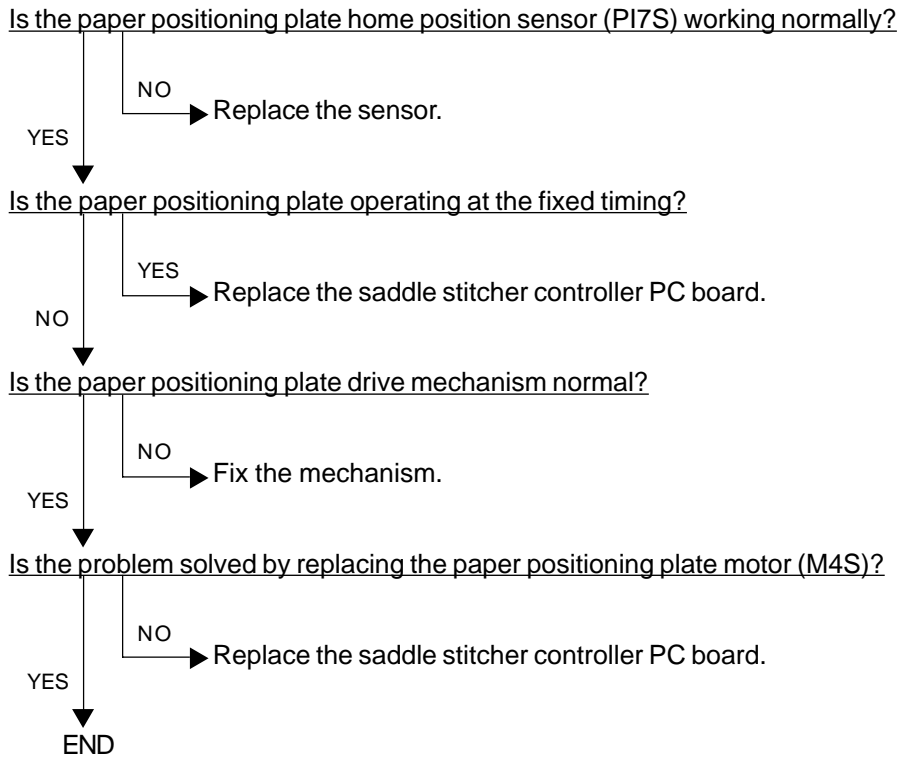 Is the paper positioning plate home position sensor (PI7S) working normally?
NO
Replace the sensor.
YES
Is the paper positioning plate operating at the fixed timing?
YES
Replace the saddle stitcher controller PC board.
NO
Is the paper positioning plate drive mechanism normal?
NO
Fix the mechanism.
YES
Is the problem solved by replacing the paper positioning plate motor (M4S)?
NO
Replace the saddle stitcher controller PC board.
YES
END